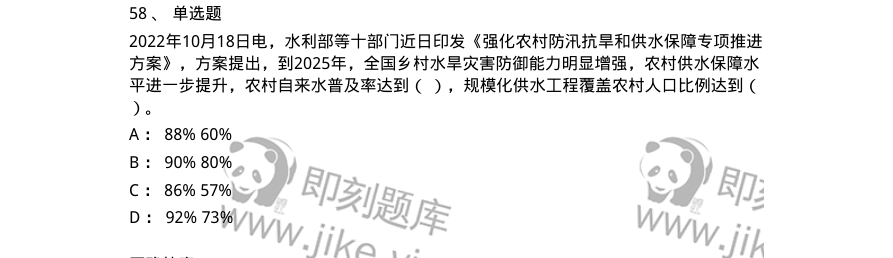 58 、 单选题
2022年10月18日电，水利部等十部门近日印发《强化农村防汛抗旱和供水保障专项推进
方案》，方案提出，到2025年，全国乡村水旱灾害防御能力明显增强，农村供水保障水
平进一步提升，农村自来水普及率达到（ ），规模化供水工程覆盖农村人口比例达到（
）。
A： 88% 60%
B： 90% 80%
C： 86% 57%
D： 92% 73%
即刻题库
www.jike.vi
即刻
www